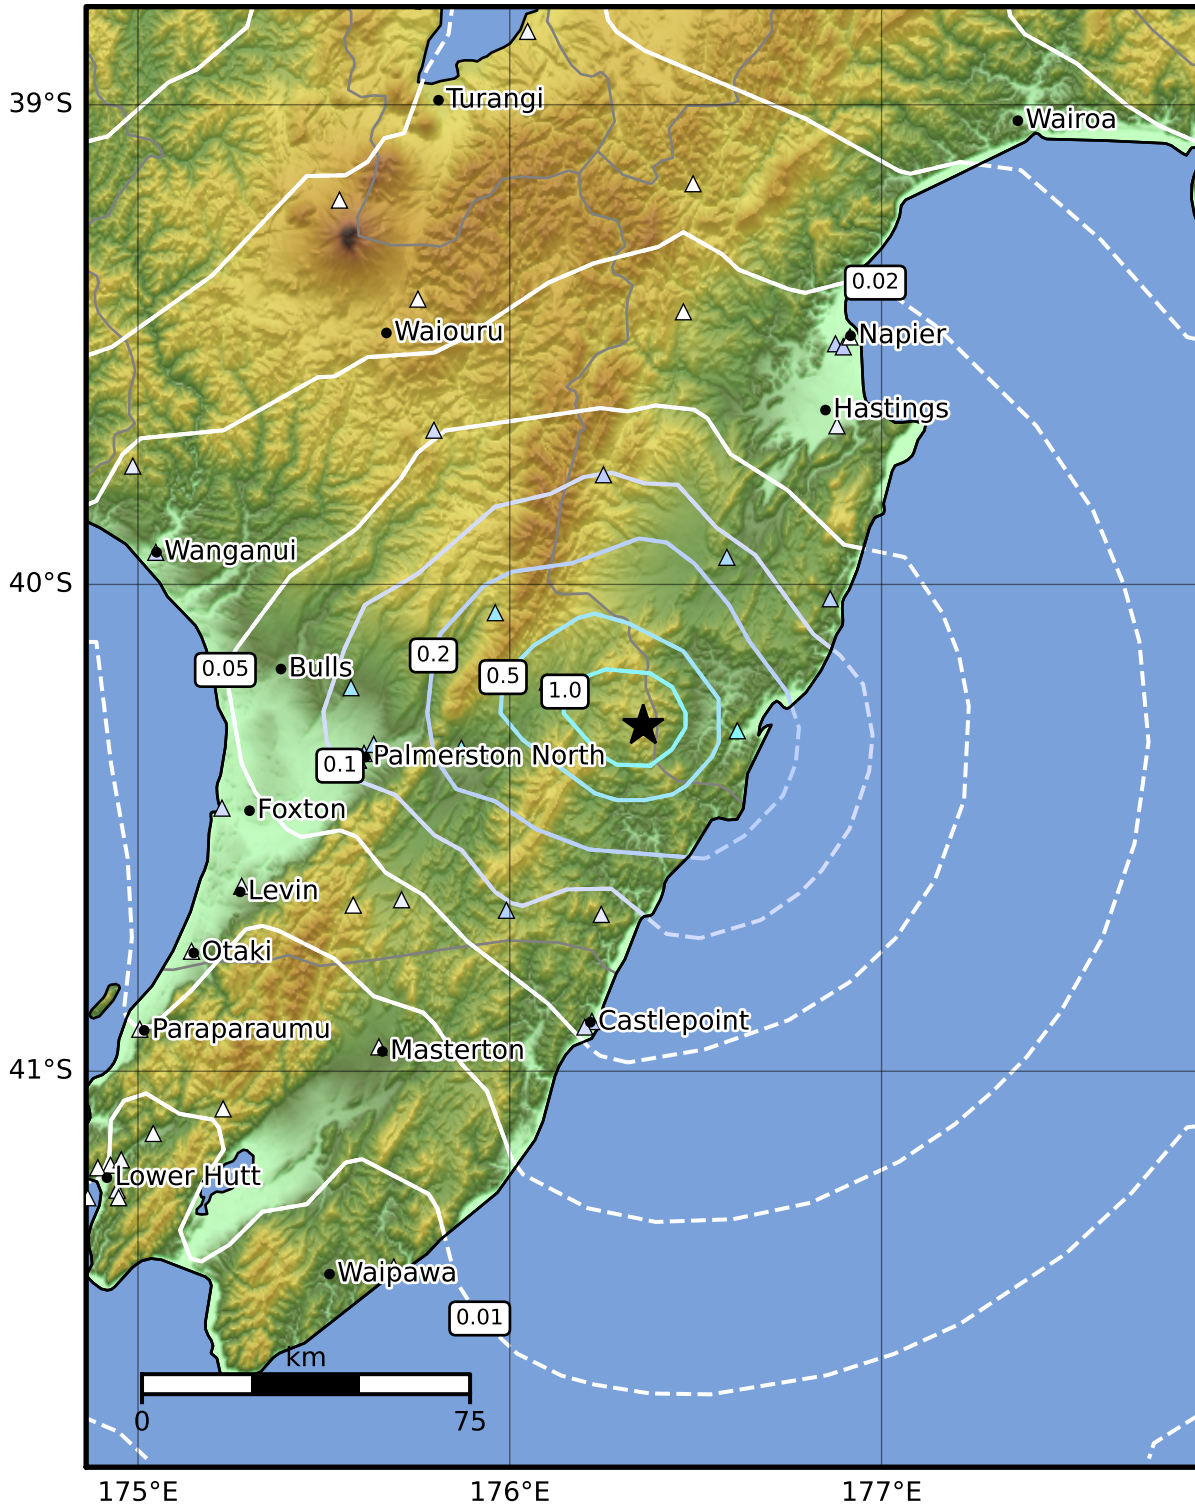 39°S
Turangi
Wairoa
0.02
Waiouru
Napier
Hastings
Wanganui
40°S
0.05
Bulls
0.2
0.5
1.0
0.1
Palmerston North
Foxton
Levin
Otaki
Paraparaumu
Castlepoint
Masterton
41°S
Lower Hutt
Waipawa
0.01
km
0
75
175°E
176°E
177°E